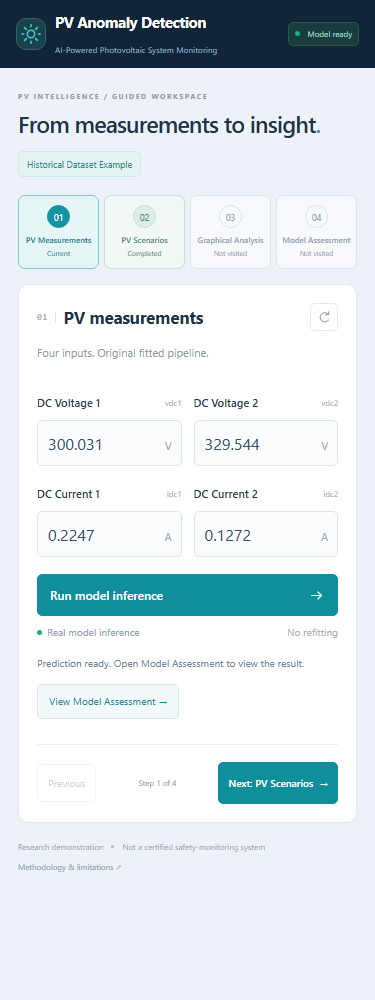 PV Anomaly Detection
AI-Powered Photovoltaic System Monitoring
Model ready
PV INTELLIGENCE / GUIDED WORKSPACE
From measurements to insight.
Historical Dataset Example
01
PV Measurements
Current
02
PV Scenarios
Completed
03
Graphical Analysis
Not visited
04
Model Assessment
Not visited
01 | PV measurements
Four inputs. Original fitted pipeline.
DC Voltage 1 vdc1
300.031 V
DC Voltage 2 vdc2
329.544 V
DC Current 1 idc1
0.2247 A
DC Current 2 idc2
0.1272 A
Run model inference →
Real model inference
No refitting
Prediction ready. Open Model Assessment to view the result.
View Model Assessment →
Previous
Step 1 of 4
Next: PV Scenarios →
Research demonstration • Not a certified safety-monitoring system
Methodology & limitations ↗